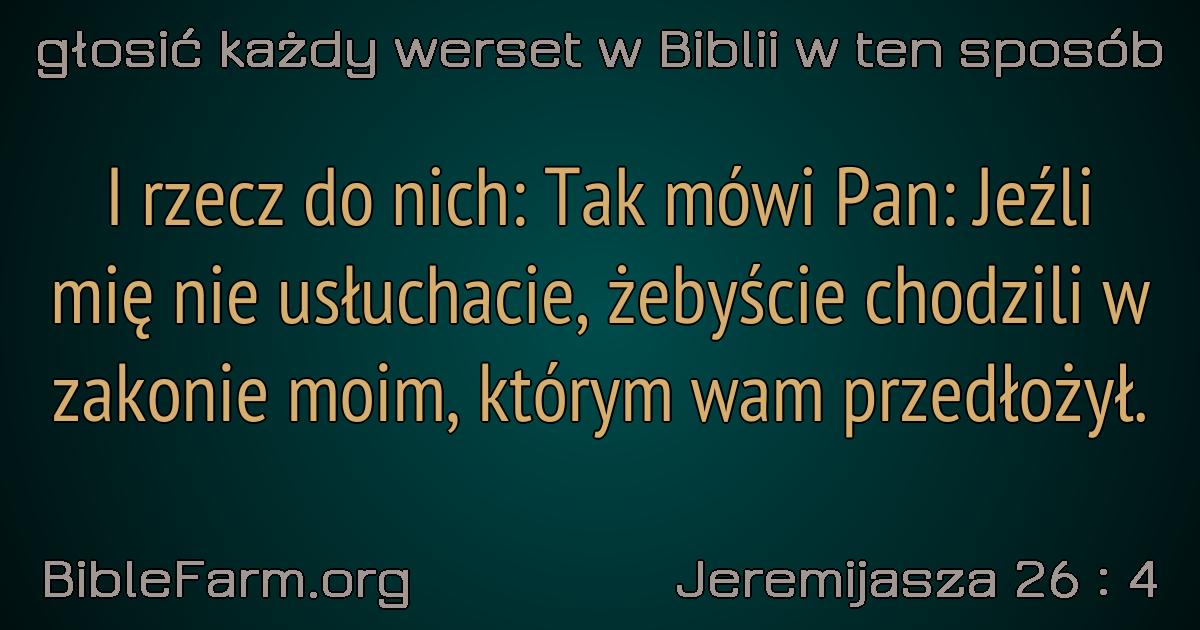 głosić każdy werset w Biblii w ten sposób
I rzecz do nich: Tak mówi Pan: Jeźli
mię nie usłuchacie, żebyście chodzili w
zakonie moim, którym wam przedłożył.
BibleFarm.org
Jeremijasza 26 : 4